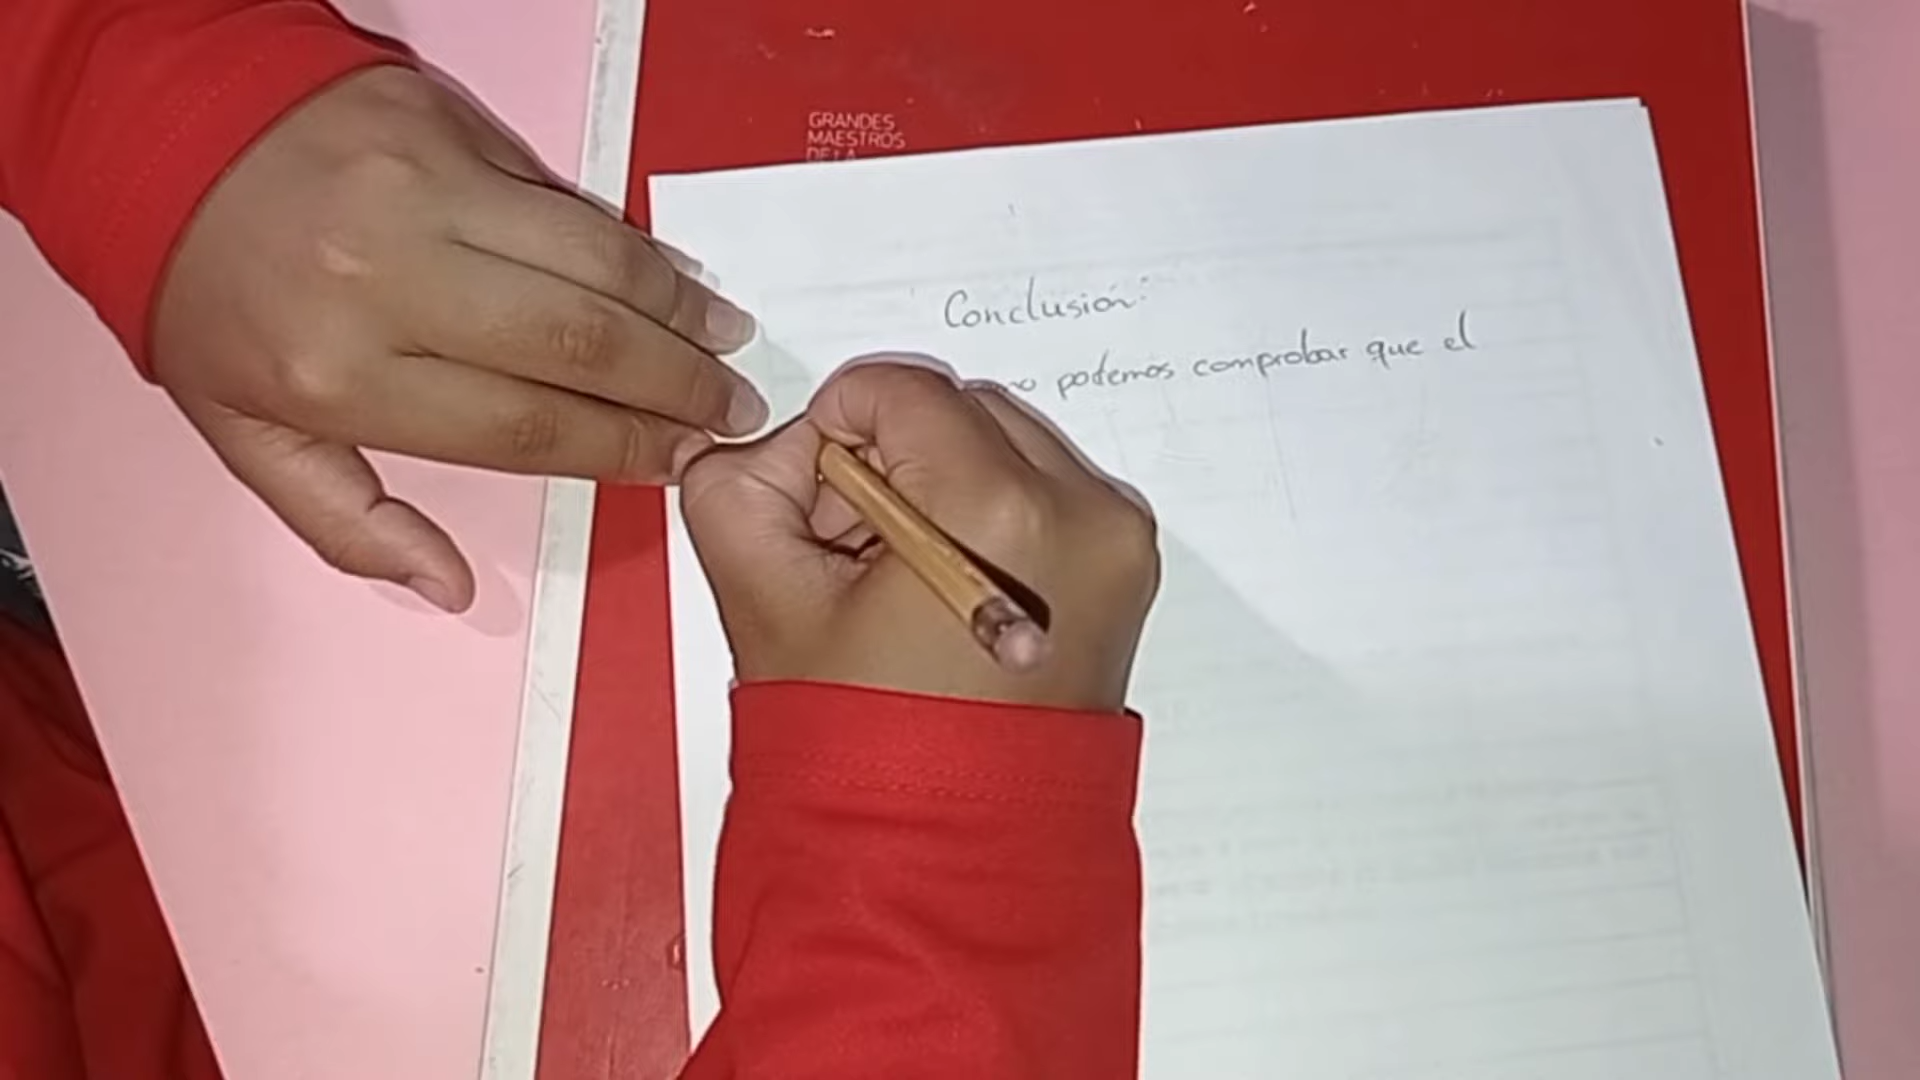 GRANDES
MAESTROS
DE LA
Conclusión:
podemos comprobar que el